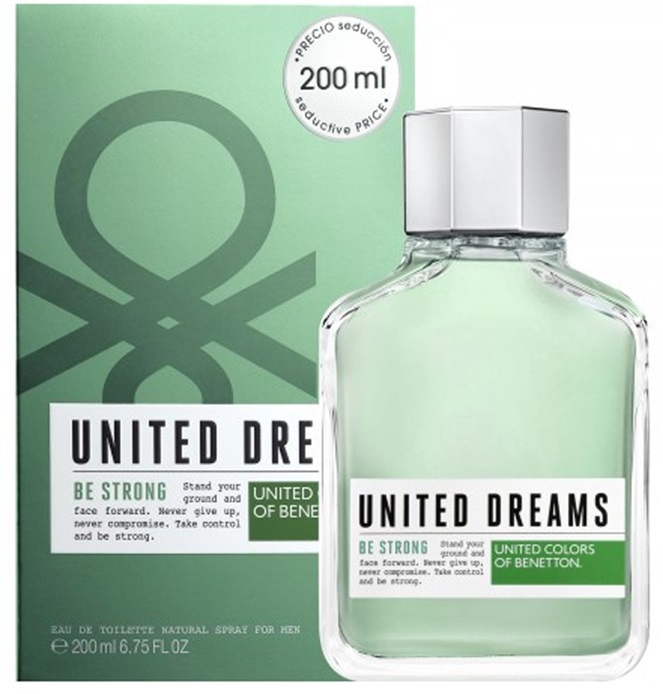 PRECIO seducción
200 ml
seductive PRICE
UNITED DRE
BE STRONG
Stand your
ground and
face forward. Never give up,
never compromise. Take control
and be strong.
UNITED
OF BENE
EAU DE TOILETTE NATURAL SPRAY FOR MEN
℮ 200 ml 6.75 FL OZ
UNITED DREAMS
BE STRONG
Stand your
ground and
face forward. Never give up,
never compromise. Take control
and be strong.
UNITED COLORS
OF BENETTON.